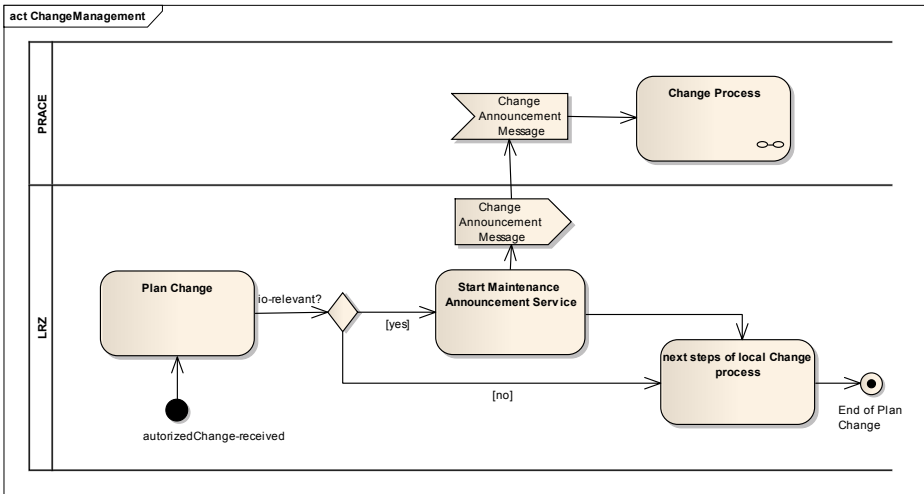 act ChangeManagement
PRACE
Change
Announcement
Message
Change Process
LRZ
Change
Announcement
Message
Plan Change
io-relevant?
[yes]
Start Maintenance
Announcement Service
[no]
next steps of local Change
process
autorizedChange-received
End of Plan
Change